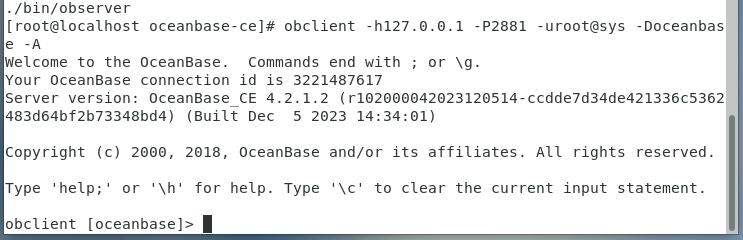 ./bin/observer
[root@localhost oceanbase-ce]# obclient -h127.0.0.1 -P2881 -uroot@sys -Doceanbas
e -A
Welcome to the OceanBase.  Commands end with ; or \g.
Your OceanBase connection id is 3221487617
Server version: OceanBase_CE 4.2.1.2 (r102000042023120514-ccdde7d34de421336c5362
483d64bf2b73348bd4) (Built Dec  5 2023 14:34:01)
Copyright (c) 2000, 2018, OceanBase and/or its affiliates. All rights reserved.
Type 'help;' or '\h' for help. Type '\c' to clear the current input statement.
obclient [oceanbase]>